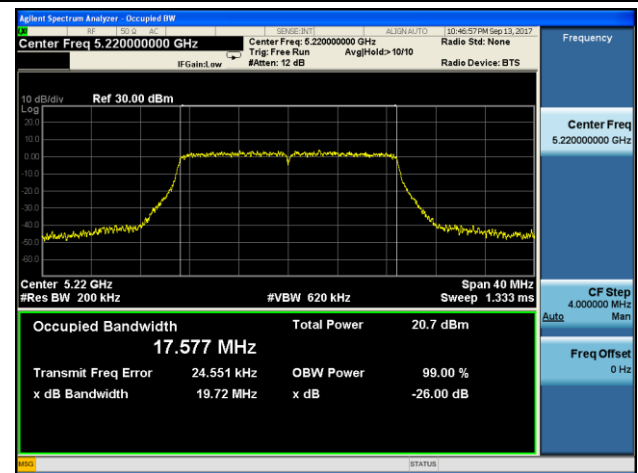 Agilent Spectrum Analyzer - Occupied BW
RF 50 Ω AC SENSE:INT ALIGN AUTO 10:46:57 PM Sep 13, 2017
Center Freq 5.220000000 GHz
Center Freq: 5.220000000 GHz Radio Std: None
Trig: Free Run Avg|Hold:> 10/10
IFGain:Low #Atten: 12 dB Radio Device: BTS
10 dB/div Ref 30.00 dBm
Log
20.0
10.0
0.00
-10.0
-20.0
-30.0
-40.0
-50.0
-60.0
Center 5.22 GHz Span 40 MHz
#Res BW 200 kHz #VBW 620 kHz Sweep 1.333 ms
Occupied Bandwidth Total Power 20.7 dBm
17.577 MHz
Transmit Freq Error 24.551 kHz OBW Power 99.00 %
x dB Bandwidth 19.72 MHz x dB -26.00 dB
MSG STATUS
Frequency
Center Freq
5.220000000 GHz
CF Step
4.000000 MHz
Auto Man
Freq Offset
0 Hz